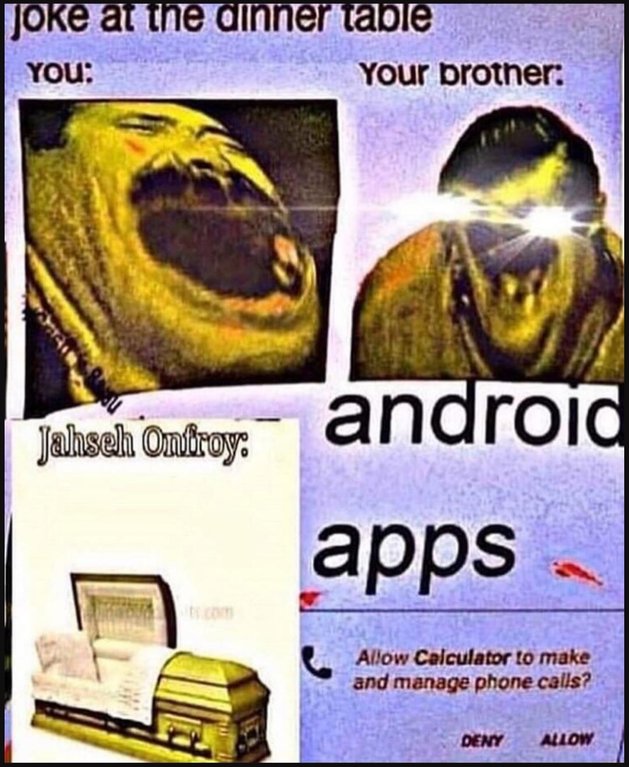 joke at the dinner table
You:
Your brother:
android
Jahseh Onfroy:
apps
Allow Calculator to make
and manage phone calls?
DENY
ALLOW